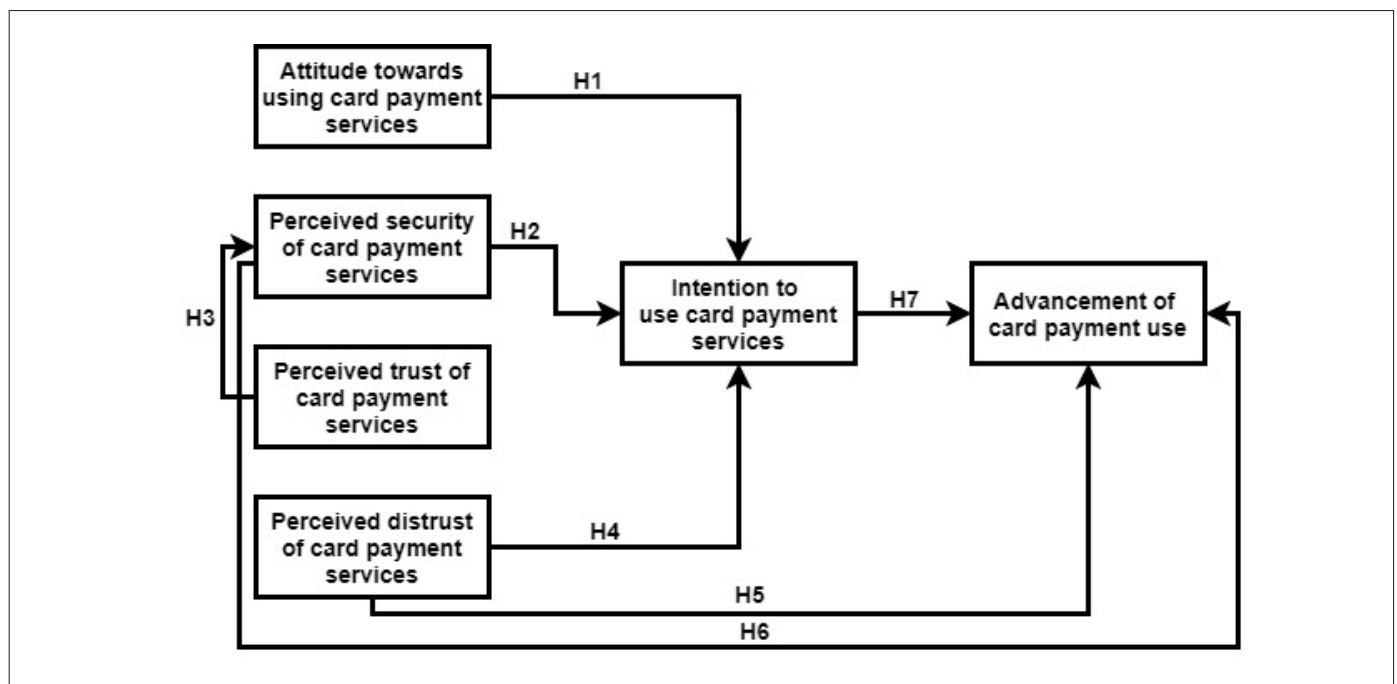 Attitude towards
using card payment
services
H1
Perceived security
of card payment
services
H2
H3
Perceived trust of
card payment
services
Intention to
use card payment
services
H7
Advancement of
card payment use
Perceived distrust
of card payment
services
H4
H5
H6